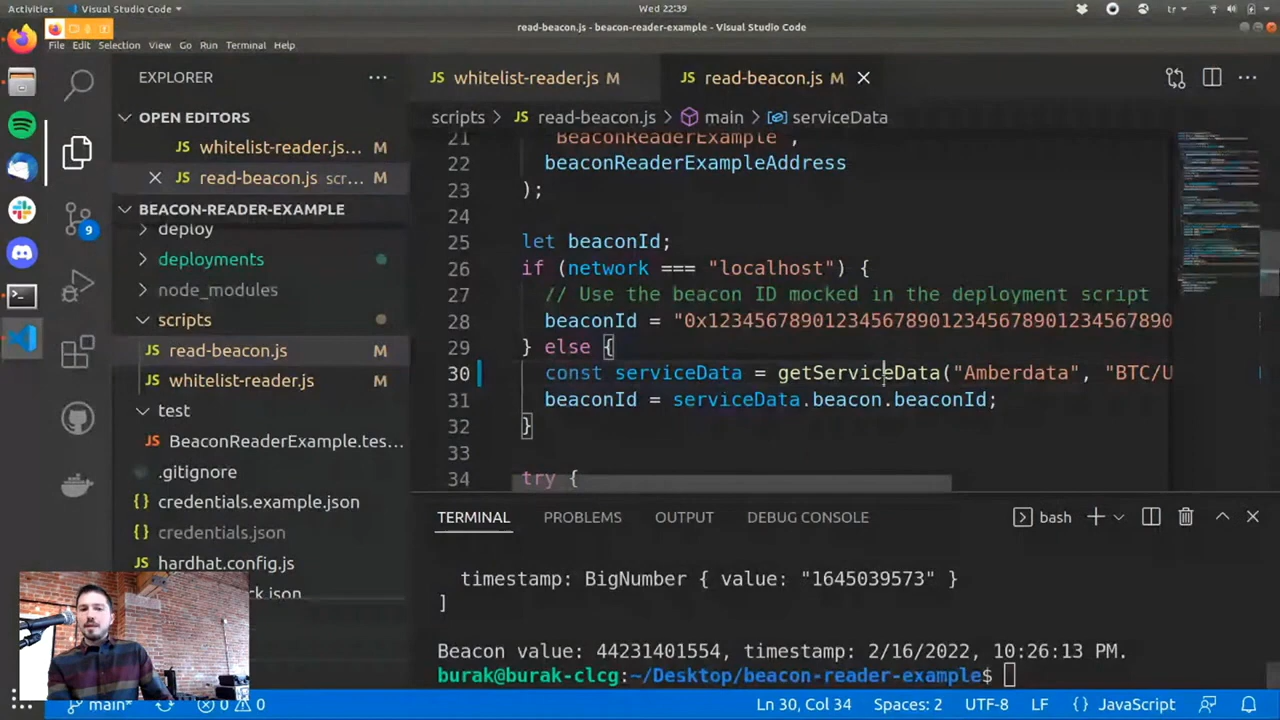 Activities
Visual Studio Code
Wed 22:39
tr
read-beacon.js - beacon-reader-example - Visual Studio Code
File Edit Selection View Go Run Terminal Help
EXPLORER
OPEN EDITORS
JS whitelist-reader.js... M
JS read-beacon.js scr... M
BEACON-READER-EXAMPLE
deploy
deployments
node_modules
scripts
JS read-beacon.js M
JS whitelist-reader.js M
test
BeaconReaderExample.tes...
.gitignore
{} credentials.example.json
{} credentials.json
JS hardhat.config.js
ck.json
9
JS whitelist-reader.js M
JS read-beacon.js M
scripts > JS read-beacon.js > main > serviceData
21 "BeaconReaderExample",
22 beaconReaderExampleAddress
23 );
24
25 let beaconId;
26 if (network === "localhost") {
27 // Use the beacon ID mocked in the deployment script
28 beaconId = "0x1234567890123456789012345678901234567890
29 } else {
30 const serviceData = getServiceData("Amberdata", "BTC/U
31 beaconId = serviceData.beacon.beaconId;
32 }
33
34 try {
TERMINAL PROBLEMS OUTPUT DEBUG CONSOLE
bash
timestamp: BigNumber { value: "1645039573" }
]
Beacon value: 44231401554, timestamp: 2/16/2022, 10:26:13 PM.
burak@burak-clcg:~/Desktop/beacon-reader-example$
main* 0 0 Ln 30, Col 34 Spaces: 2 UTF-8 LF {} JavaScript